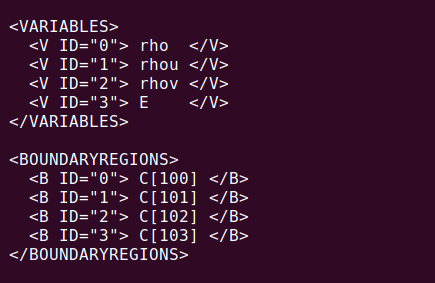 <VARIABLES>
  <V ID="0"> rho  </V>
  <V ID="1"> rhou </V>
  <V ID="2"> rhov </V>
  <V ID="3"> E    </V>
</VARIABLES>

<BOUNDARYREGIONS>
  <B ID="0"> C[100] </B>
  <B ID="1"> C[101] </B>
  <B ID="2"> C[102] </B>
  <B ID="3"> C[103] </B>
</BOUNDARYREGIONS>